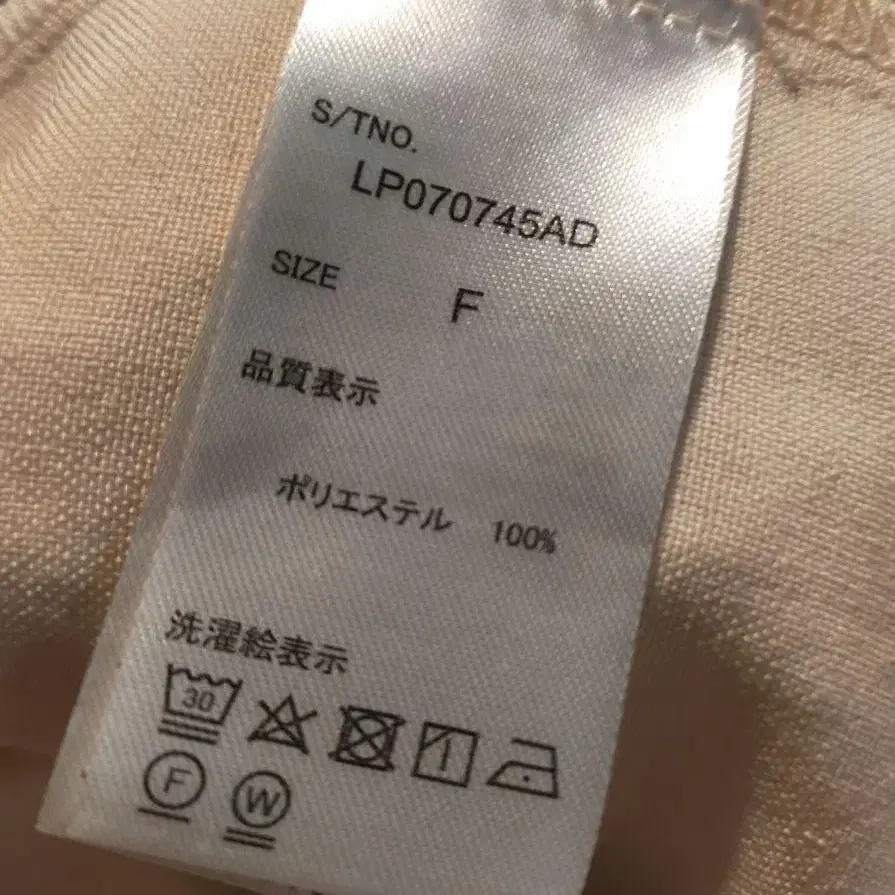 S/TNO.
LP070745AD
SIZE F
品質表示
ポリエステル 100%
洗濯絵表示
30
F
W